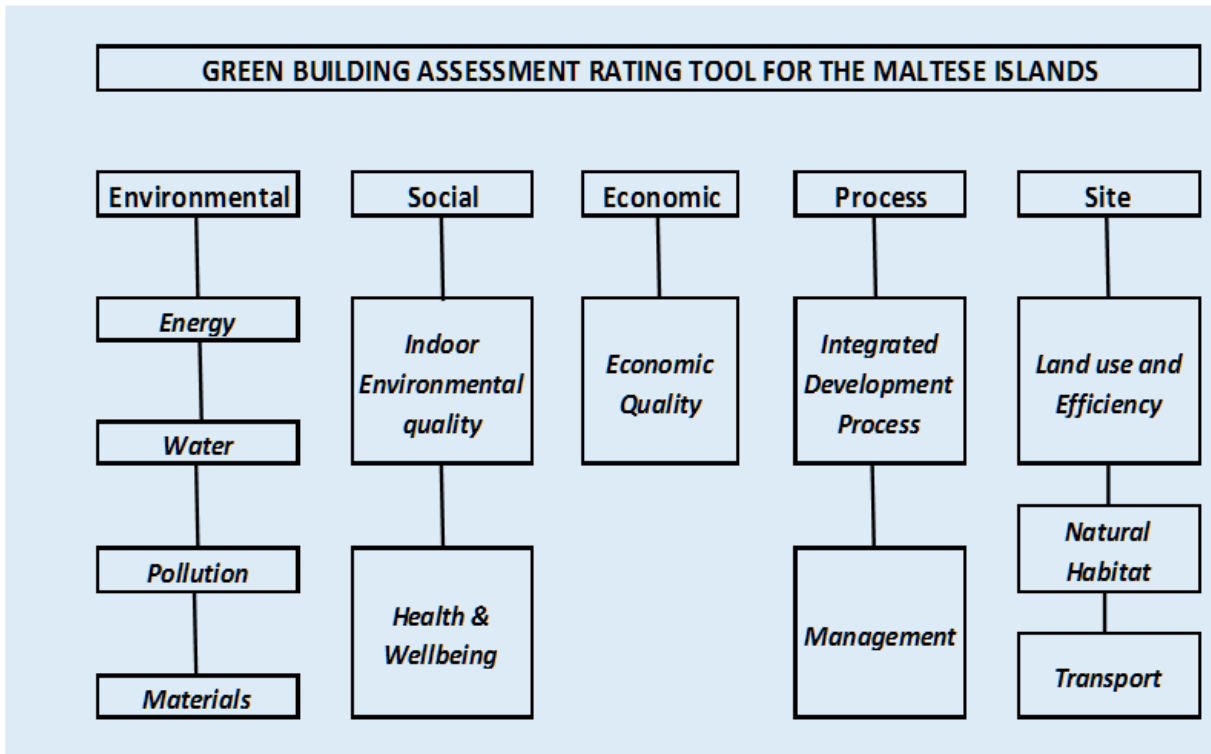 GREEN BUILDING ASSESSMENT RATING TOOL FOR THE MALTESE ISLANDS
Environmental
Energy
Water
Pollution
Materials
Social
Indoor
Environmental
quality
Health &
Wellbeing
Economic
Economic
Quality
Process
Integrated
Development
Process
Management
Site
Land use and
Efficiency
Natural
Habitat
Transport